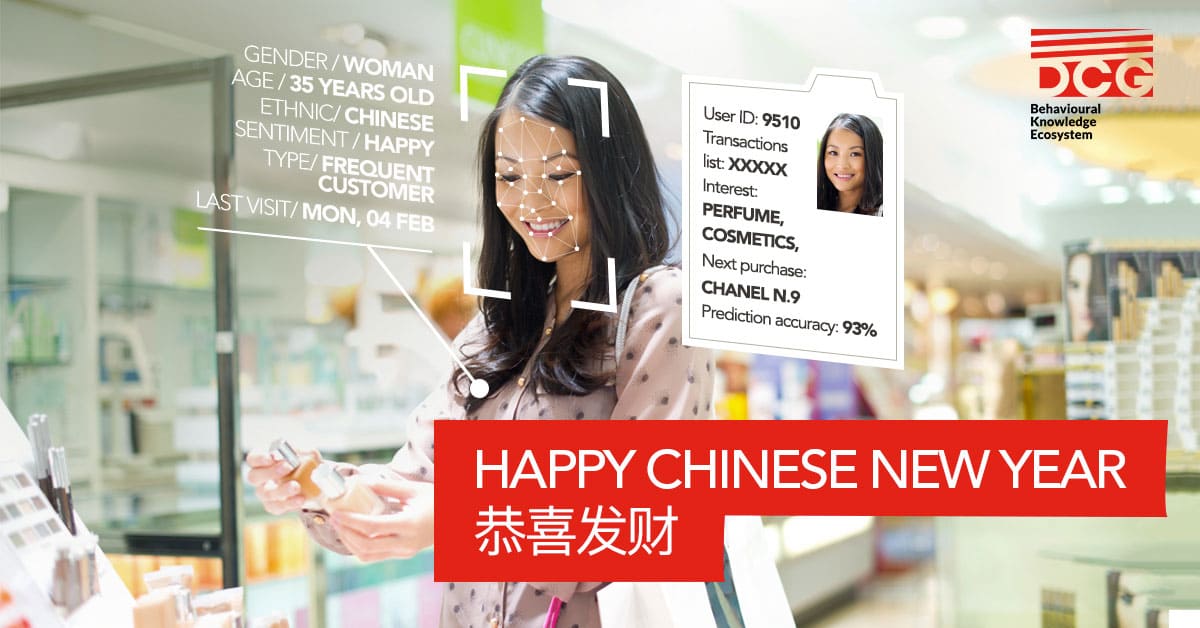 GENDER / WOMAN
AGE / 35 YEARS OLD
ETHNIC/ CHINESE
SENTIMENT / HAPPY
TYPE/ FREQUENT
CUSTOMER
LAST VISIT/ MON, 04 FEB
User ID: 9510
Transactions
list: XXXXX
Interest:
PERFUME,
COSMETICS,
Next purchase:
CHANEL N.9
Prediction accuracy: 93%
DCG
Behavioural
Knowledge
Ecosystem
HAPPY CHINESE NEW YEAR
恭喜发财